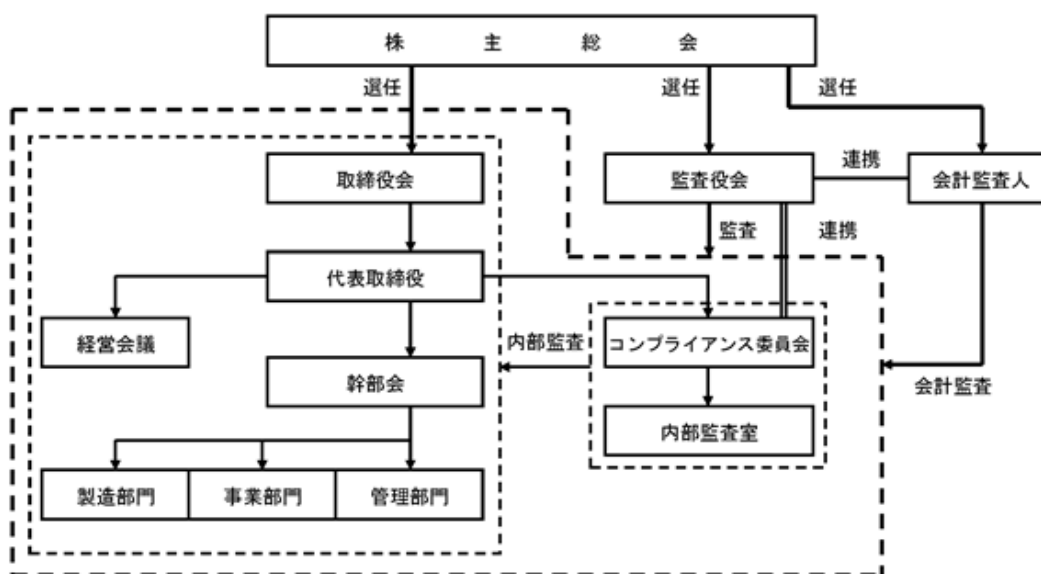 株主総会
選任
選任
選任
取締役会
監査役会
連携
会計監査人
監査
連携
代表取締役
経営会議
内部監査
コンプライアンス委員会
幹部会
会計監査
内部監査室
製造部門
事業部門
管理部門